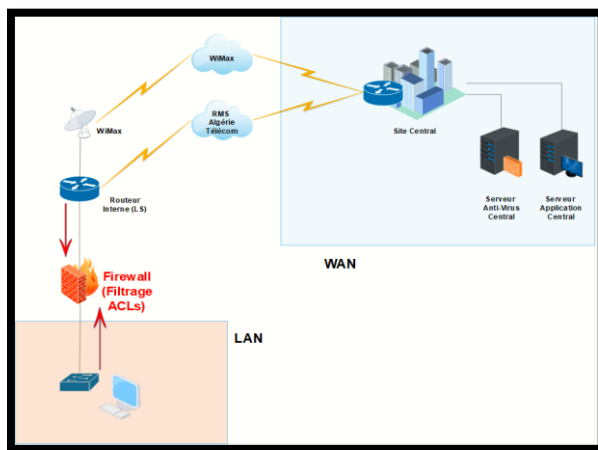 WiMax
RMS
Algérie
Télécom
WiMax
Site Central
Routeur
Interne (LS)
Serveur
Anti-Virus
Central
Serveur
Application
Central
WAN
Firewall
(Filtrage
ACLs)
LAN